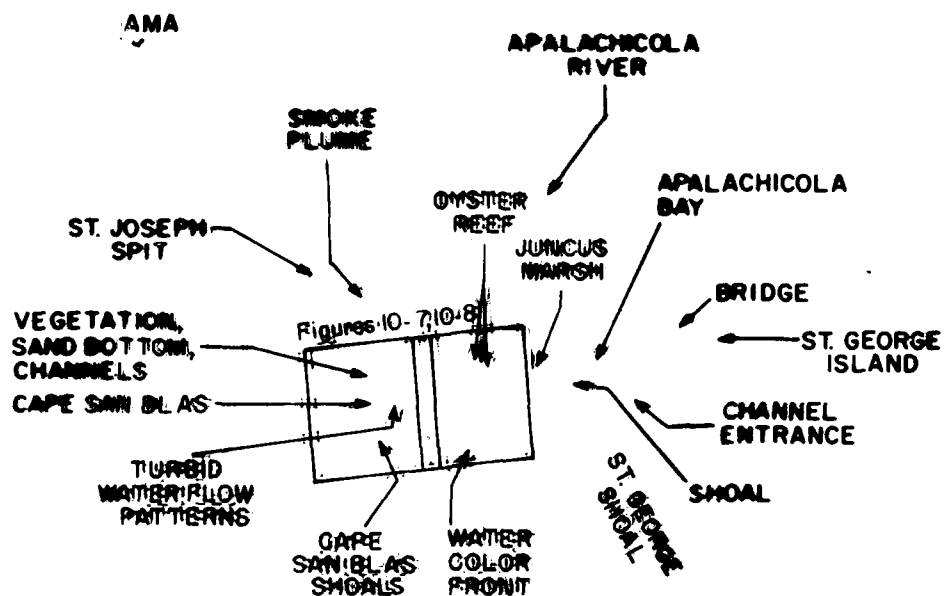 AMA
APALACHICOLA
RIVER
SMOKE
PLUME
OYSTER
REEF
APALACHICOLA
BAY
ST. JOSEPH
SPIT
JUNCUS
MARSH
BRIDGE
Figures 10-7, 10-8
VEGETATION,
SAND BOTTOM,
CHANNELS
ST. GEORGE
ISLAND
CAPE SAN BLAS
CHANNEL
ENTRANCE
TURBID
WATER FLOW
PATTERNS
ST. GEORGE
SHOAL
SHOAL
CAPE
SAN BLAS
SHOALS
WATER
COLOR
FRONT